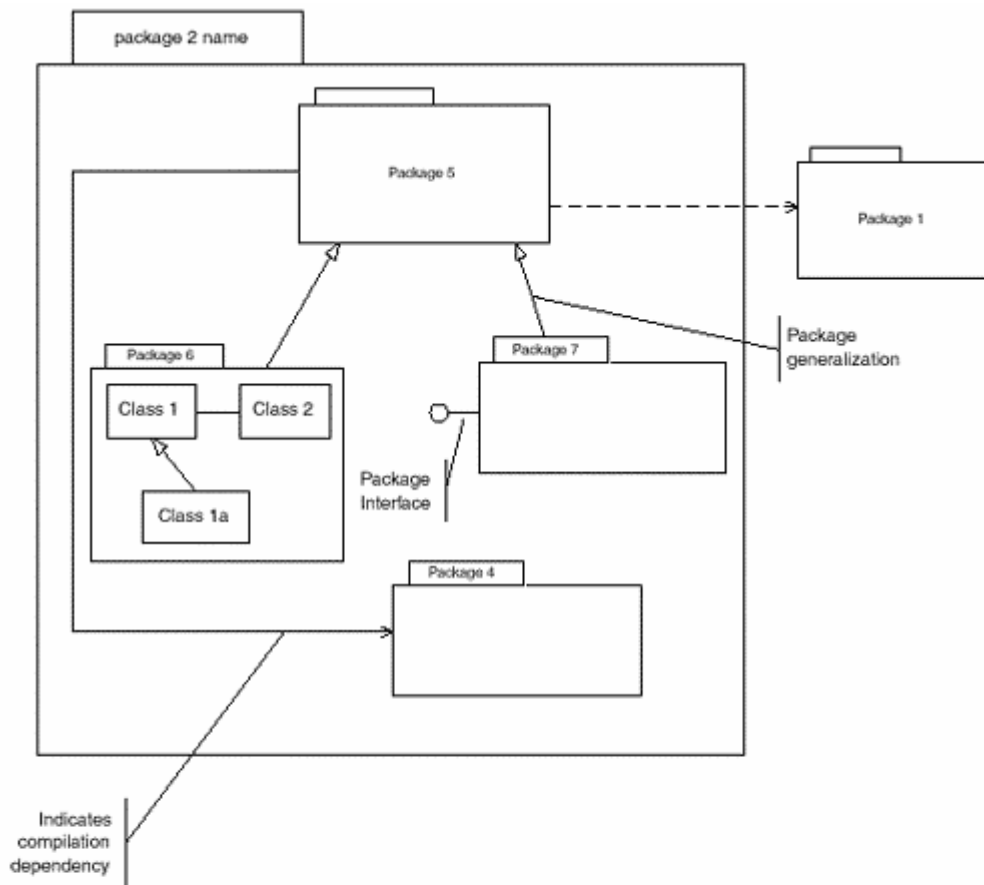 package 2 name
Package 5
Package 1
Package
generalization
Package 7
Package 6
Class 1
Class 2
Class 1a
Package
Interface
Package 4
Indicates
compilation
dependency